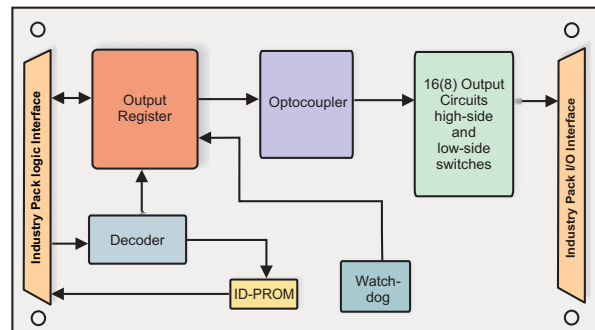 Industry Pack logic Interface
Output
Register
Optocoupler
16(8) Output
Circuits
high-side
and
low-side
switches
Industry Pack I/O Interface
Decoder
ID-PROM
Watch-
dog